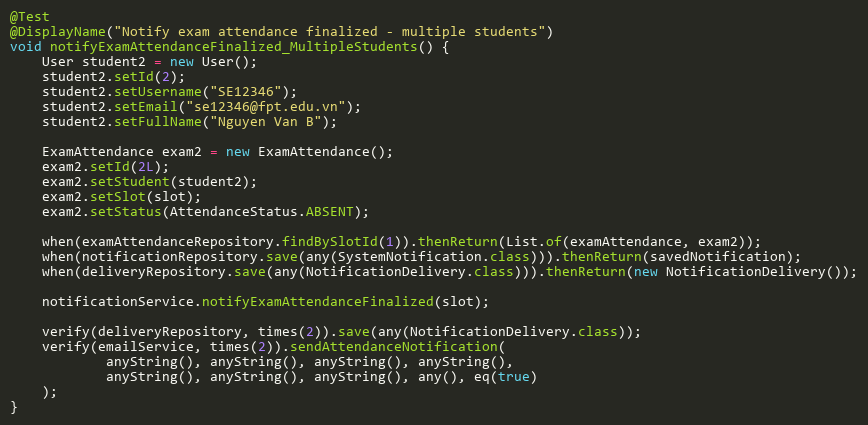 @Test
@DisplayName("Notify exam attendance finalized - multiple students")
void notifyExamAttendanceFinalized_MultipleStudents() {
    User student2 = new User();
    student2.setId(2);
    student2.setUsername("SE12346");
    student2.setEmail("se12346@fpt.edu.vn");
    student2.setFullName("Nguyen Van B");

    ExamAttendance exam2 = new ExamAttendance();
    exam2.setId(2L);
    exam2.setStudent(student2);
    exam2.setSlot(slot);
    exam2.setStatus(AttendanceStatus.ABSENT);

    when(examAttendanceRepository.findBySlotId(1)).thenReturn(List.of(examAttendance, exam2));
    when(notificationRepository.save(any(SystemNotification.class))).thenReturn(savedNotification);
    when(deliveryRepository.save(any(NotificationDelivery.class))).thenReturn(new NotificationDelivery());

    notificationService.notifyExamAttendanceFinalized(slot);

    verify(deliveryRepository, times(2)).save(any(NotificationDelivery.class));
    verify(emailService, times(2)).sendAttendanceNotification(
            anyString(), anyString(), anyString(), anyString(),
            anyString(), anyString(), anyString(), any(), eq(true)
    );
}